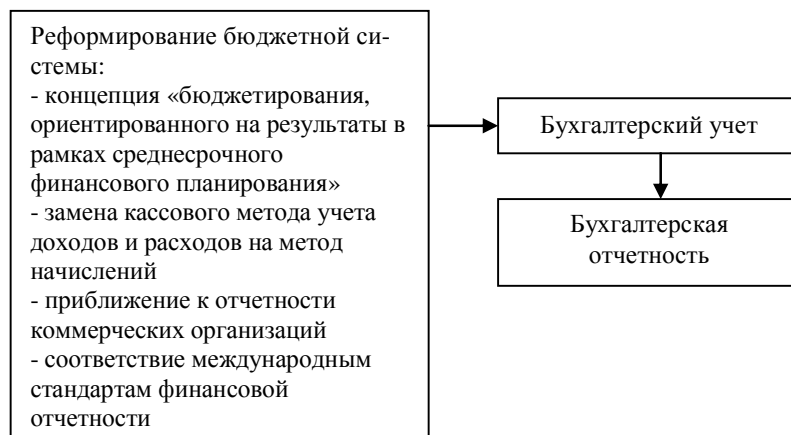 Реформирование бюджетной си-
стемы:
- концепция «бюджетирования,
ориентированного на результаты в
рамках среднесрочного
финансового планирования»
- замена кассового метода учета
доходов и расходов на метод
начислений
- приближение к отчетности
коммерческих организаций
- соответствие международным
стандартам финансовой
отчетности
Бухгалтерский учет
Бухгалтерская
отчетность